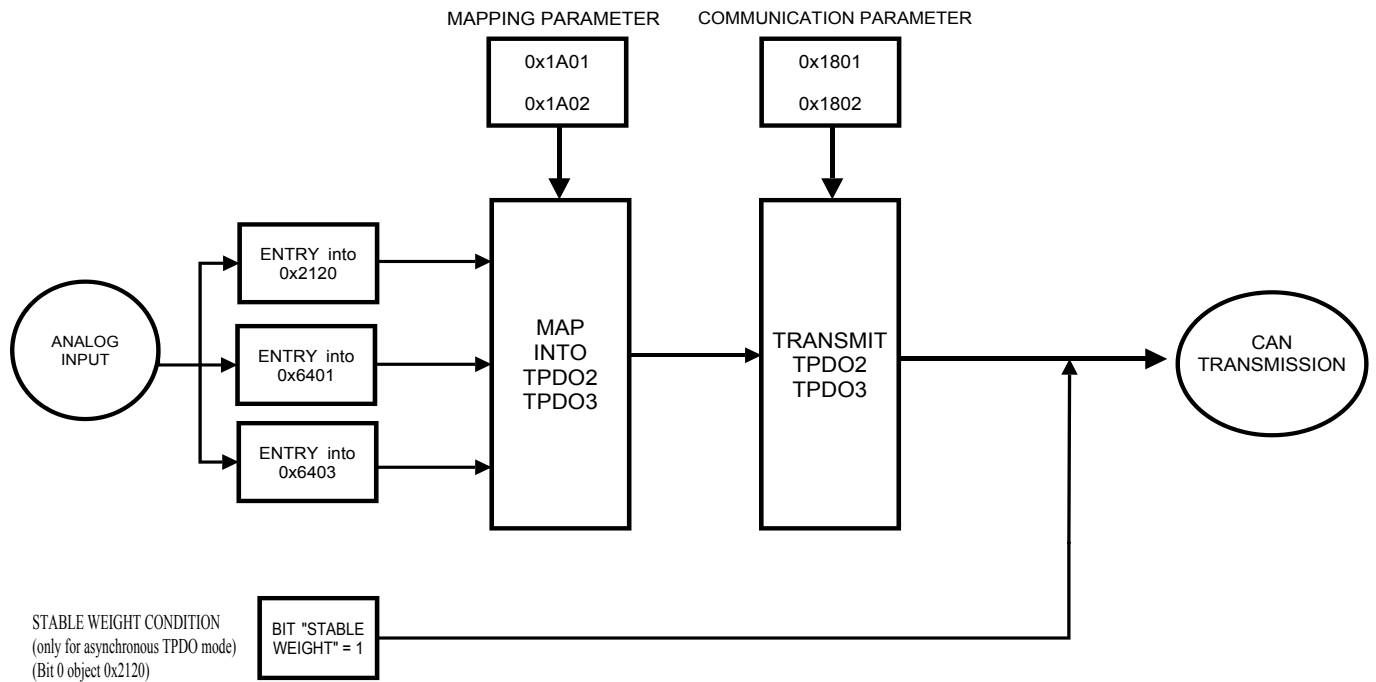 MAPPING PARAMETER
COMMUNICATION PARAMETER
0x1A01
0x1A02
0x1801
0x1802
ANALOG
INPUT
ENTRY into
0x2120
ENTRY into
0x6401
ENTRY into
0x6403
MAP
INTO
TPDO2
TPDO3
TRANSMIT
TPDO2
TPDO3
CAN
TRANSMISSION
STABLE WEIGHT CONDITION
(only for asynchronous TPDO mode)
(Bit 0 object 0x2120)
BIT "STABLE
WEIGHT" = 1